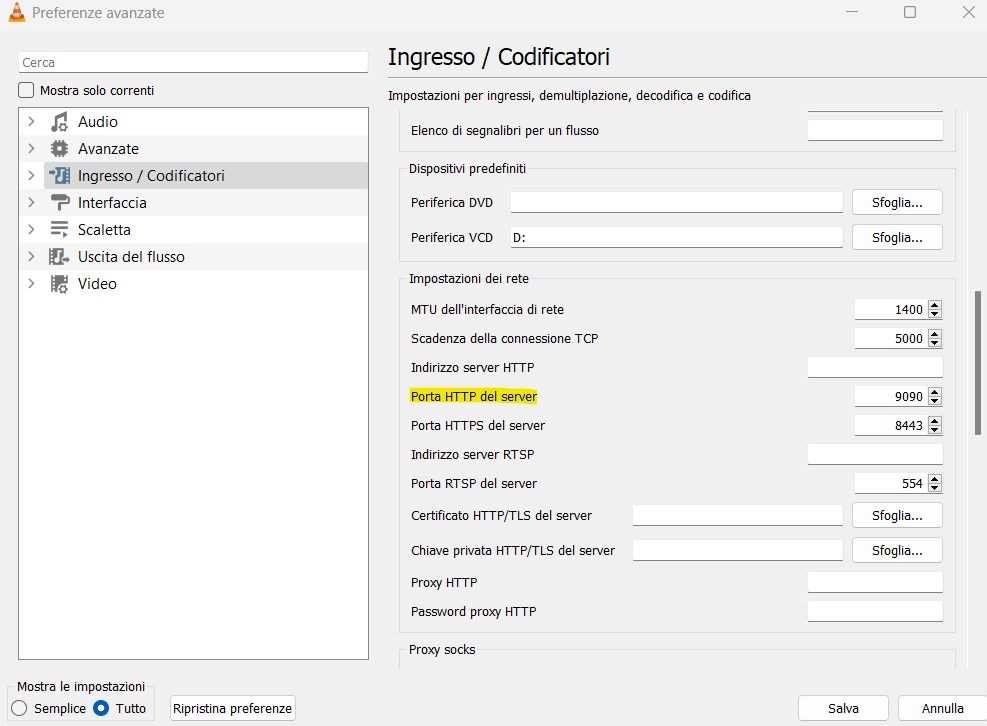 Preferenze avanzate
Cerca
Mostra solo correnti
Audio
Avanzate
Ingresso / Codificatori
Interfaccia
Scaletta
Uscita del flusso
Video
Mostra le impostazioni
Semplice Tutto
Ripristina preferenze
Ingresso / Codificatori
Impostazioni per ingressi, demultiplazione, decodifica e codifica
Elenco di segnalibri per un flusso
Dispositivi predefiniti
Periferica DVD Sfoglia...
Periferica VCD D: Sfoglia...
Impostazioni dei rete
MTU dell'interfaccia di rete 1400
Scadenza della connessione TCP 5000
Indirizzo server HTTP
Porta HTTP del server 9090
Porta HTTPS del server 8443
Indirizzo server RTSP
Porta RTSP del server 554
Certificato HTTP/TLS del server Sfoglia...
Chiave privata HTTP/TLS del server Sfoglia...
Proxy HTTP
Password proxy HTTP
Proxy socks
Salva Annulla